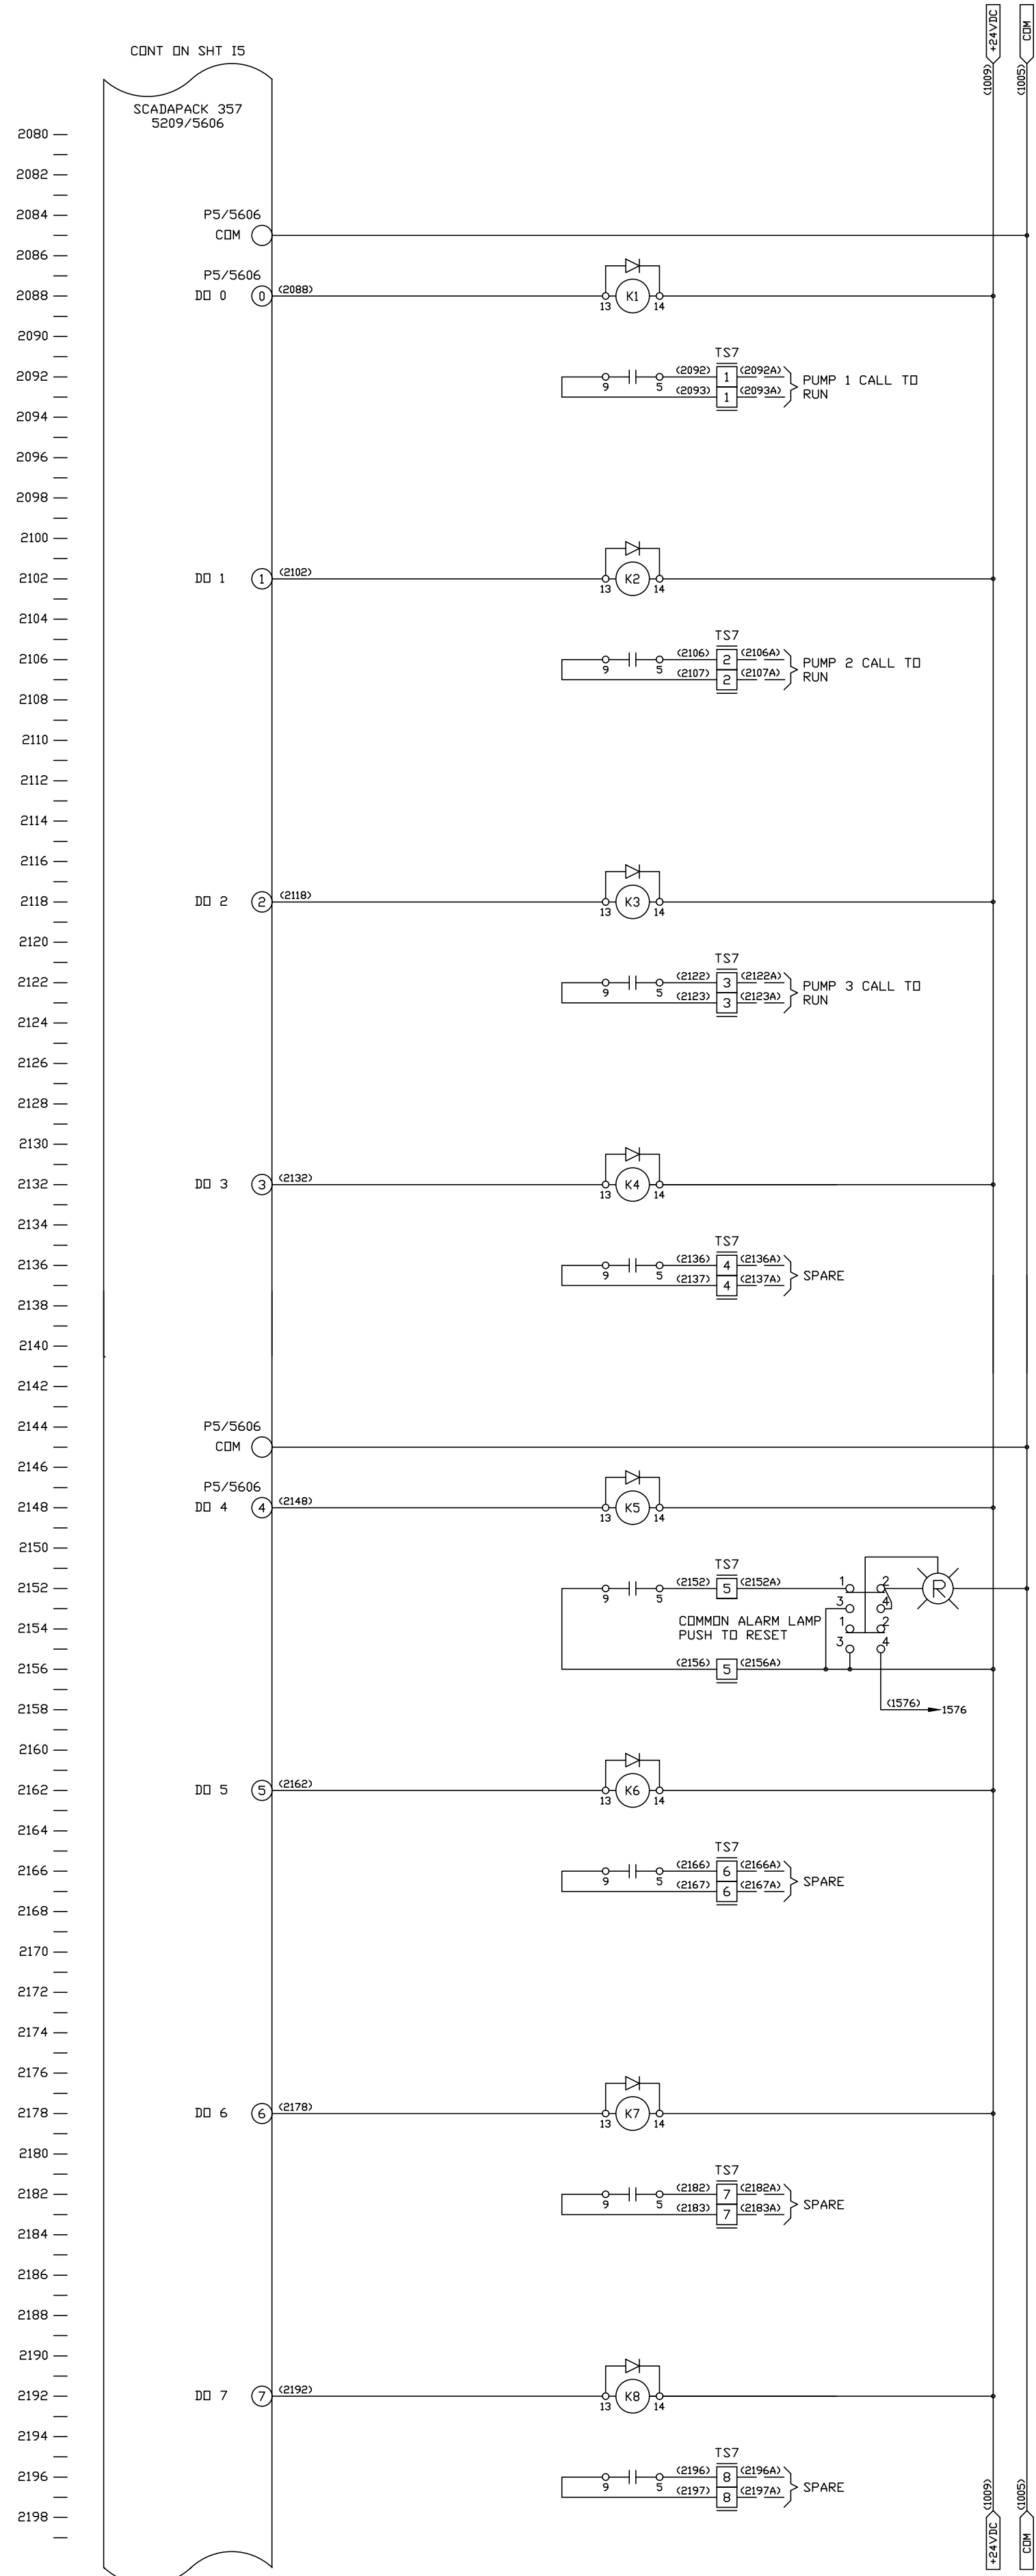 +24VDC
COM
(1009)
(1005)
CONT ON SHT I5
SCADAPACK 357
5209/5606
2080
2082
2084
P5/5606
COM
2086
P5/5606
2088
DO 0
0
(2088)
K1
13
14
2090
TS7
2092
9
5
(2092)
1
(2092A)
(2093)
1
(2093A)
PUMP 1 CALL TO
RUN
2094
2096
2098
2100
2102
DO 1
1
(2102)
K2
13
14
2104
TS7
2106
9
5
(2106)
2
(2106A)
(2107)
2
(2107A)
PUMP 2 CALL TO
RUN
2108
2110
2112
2114
2116
2118
DO 2
2
(2118)
K3
13
14
2120
TS7
2122
9
5
(2122)
3
(2122A)
(2123)
3
(2123A)
PUMP 3 CALL TO
RUN
2124
2126
2128
2130
2132
DO 3
3
(2132)
K4
13
14
2134
TS7
2136
9
5
(2136)
4
(2136A)
(2137)
4
(2137A)
SPARE
2138
2140
2142
2144
P5/5606
COM
2146
P5/5606
2148
DO 4
4
(2148)
K5
13
14
2150
TS7
2152
9
5
(2152)
5
(2152A)
1
2
R
3
4
COMMON ALARM LAMP
PUSH TO RESET
2154
1
2
3
4
2156
(2156)
5
(2156A)
2158
(1576)
1576
2160
2162
DO 5
5
(2162)
K6
13
14
2164
TS7
2166
9
5
(2166)
6
(2166A)
(2167)
6
(2167A)
SPARE
2168
2170
2172
2174
2176
2178
DO 6
6
(2178)
K7
13
14
2180
TS7
2182
9
5
(2182)
7
(2182A)
(2183)
7
(2183A)
SPARE
2184
2186
2188
2190
2192
DO 7
7
(2192)
K8
13
14
2194
TS7
2196
9
5
(2196)
8
(2196A)
(2197)
8
(2197A)
SPARE
2198
(1009)
(1005)
+24VDC
COM